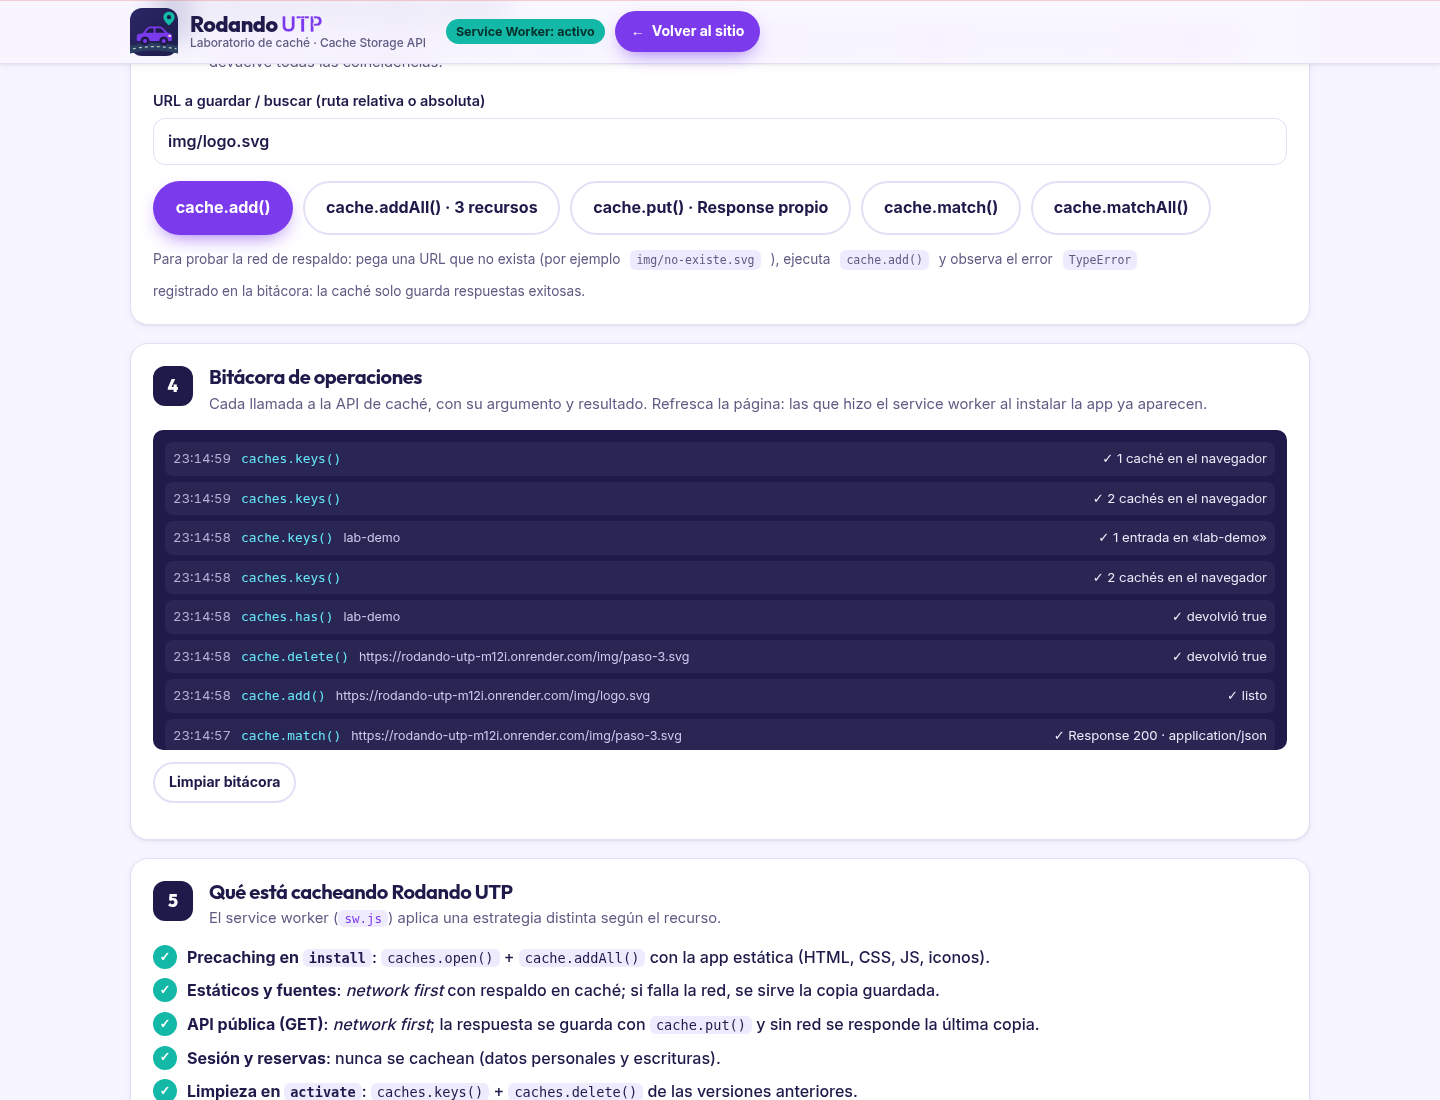 Rodando UTP
Laboratorio de caché · Cache Storage API
Service Worker: activo
← Volver al sitio
devuelve todas las coincidencias.
URL a guardar / buscar (ruta relativa o absoluta)
img/logo.svg
cache.add()
cache.addAll() · 3 recursos
cache.put() · Response propio
cache.match()
cache.matchAll()
Para probar la red de respaldo: pega una URL que no exista (por ejemplo img/no-existe.svg ), ejecuta cache.add() y observa el error TypeError
registrado en la bitácora: la caché solo guarda respuestas exitosas.
4
Bitácora de operaciones
Cada llamada a la API de caché, con su argumento y resultado. Refresca la página: las que hizo el service worker al instalar la app ya aparecen.
23:14:59 caches.keys() ✓ 1 caché en el navegador
23:14:59 caches.keys() ✓ 2 cachés en el navegador
23:14:58 cache.keys() lab-demo ✓ 1 entrada en «lab-demo»
23:14:58 caches.keys() ✓ 2 cachés en el navegador
23:14:58 caches.has() lab-demo ✓ devolvió true
23:14:58 cache.delete() https://rodando-utp-m12i.onrender.com/img/paso-3.svg ✓ devolvió true
23:14:58 cache.add() https://rodando-utp-m12i.onrender.com/img/logo.svg ✓ listo
23:14:57 cache.match() https://rodando-utp-m12i.onrender.com/img/paso-3.svg ✓ Response 200 · application/json
Limpiar bitácora
5
Qué está cacheando Rodando UTP
El service worker (sw.js) aplica una estrategia distinta según el recurso.
✓ Precaching en install: caches.open() + cache.addAll() con la app estática (HTML, CSS, JS, iconos).
✓ Estáticos y fuentes: network first con respaldo en caché; si falla la red, se sirve la copia guardada.
✓ API pública (GET): network first; la respuesta se guarda con cache.put() y sin red se responde la última copia.
✓ Sesión y reservas: nunca se cachean (datos personales y escrituras).
✓ Limpieza en activate: caches.keys() + caches.delete() de las versiones anteriores.